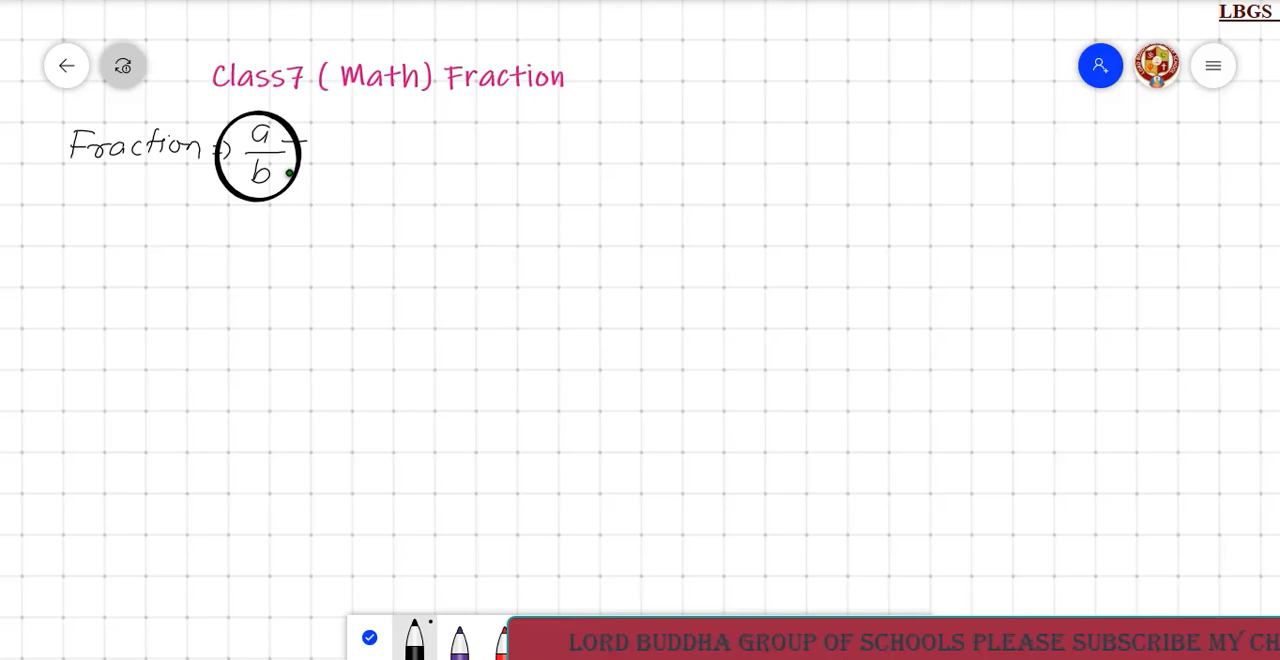 LBGS
Class7 ( Math) Fraction
Fraction => a/b
LORD BUDDHA GROUP OF SCHOOLS PLEASE SUBSCRIBE MY CH